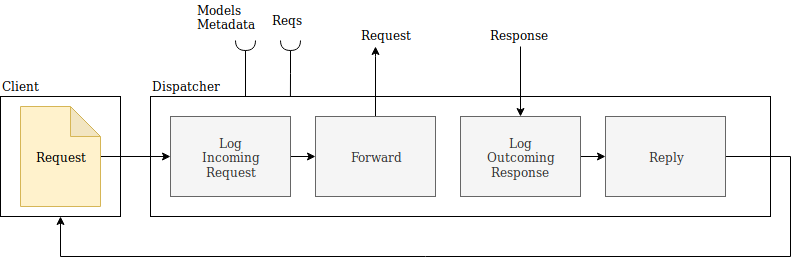 Models
Metadata
Reqs
Request
Response
Client
Dispatcher
Request
Log
Incoming
Request
Forward
Log
Outcoming
Response
Reply